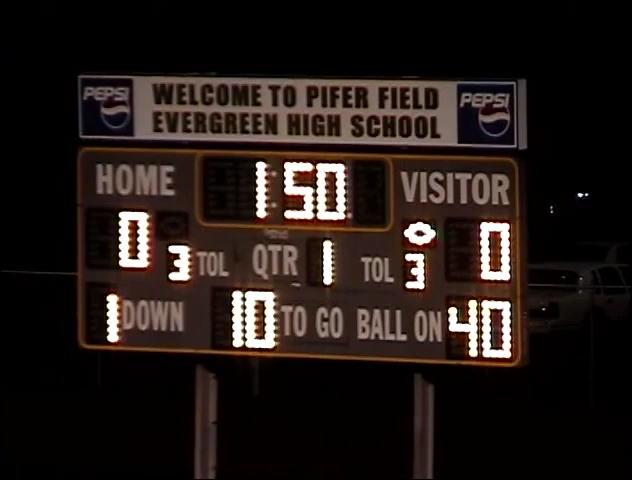 PEPSI WELCOME TO PIFER FIELD PEPSI
EVERGREEN HIGH SCHOOL
HOME 1:50 VISITOR
0 3 TOL QTR 1 TOL 3 0
1 DOWN 10 TO GO BALL ON 40